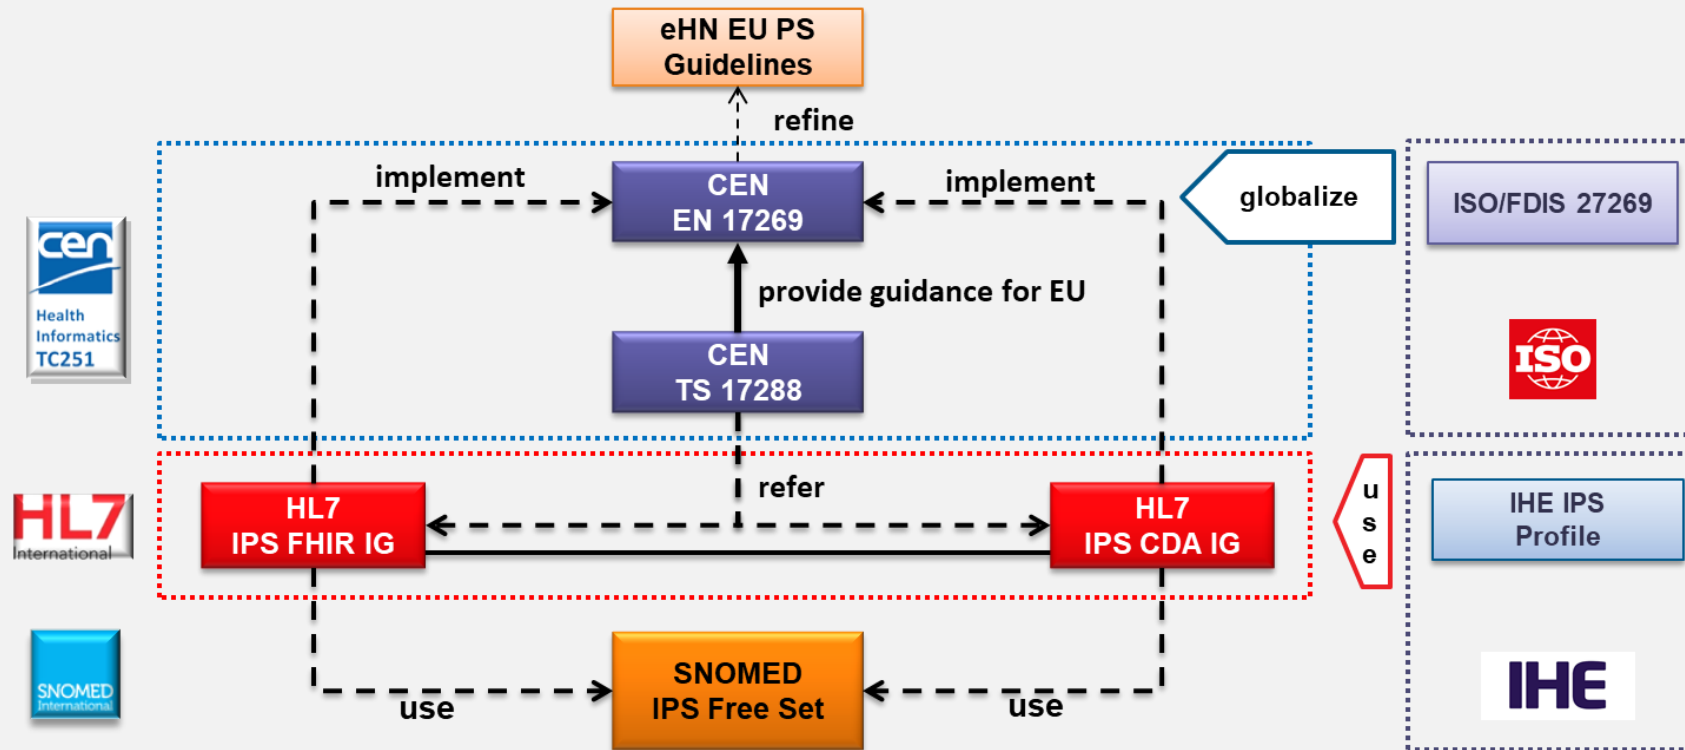 eHN EU PS
Guidelines
refine
implement
CEN
EN 17269
implement
globalize
ISO/FDIS 27269
cen
Health
Informatics
TC251
provide guidance for EU
CEN
TS 17288
ISO
HL7
International
HL7
IPS FHIR IG
refer
HL7
IPS CDA IG
u
s
e
IHE IPS
Profile
SNOMED
International
use
SNOMED
IPS Free Set
use
IHE